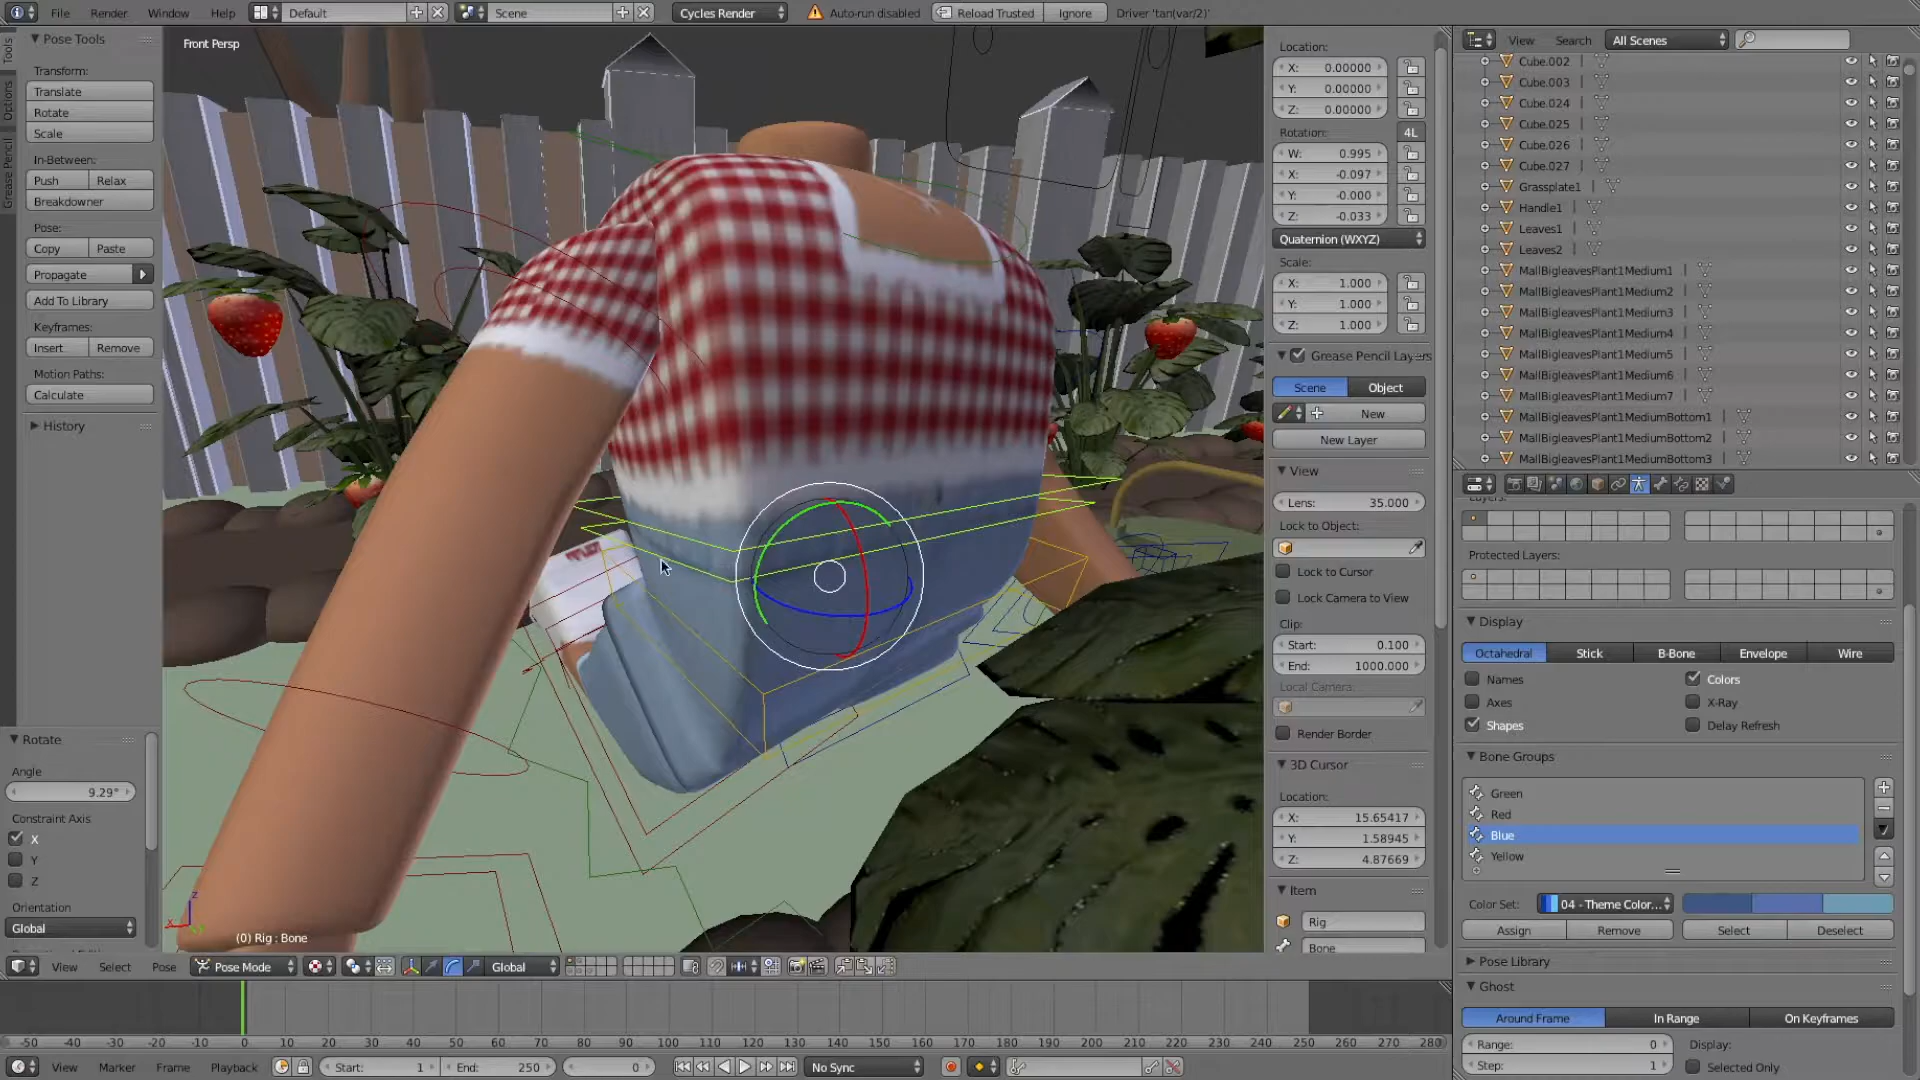 File Render Window Help Default Scene Cycles Render Auto-run disabled Reload Trusted Ignore Driver 'tan(var/2)'
Tools
Options
Grease Pencil
Pose Tools
Transform:
Translate
Rotate
Scale
In-Between:
Push Relax
Breakdowner
Pose:
Copy Paste
Propagate
Add To Library
Keyframes:
Insert Remove
Motion Paths:
Calculate
History
Rotate
Angle
9.29°
Constraint Axis
X
Y
Z
Orientation
Global
Front Persp
(0) Rig : Bone
Location:
X: 0.00000
Y: 0.00000
Z: 0.00000
Rotation: 4L
W: 0.995
X: -0.097
Y: -0.000
Z: -0.033
Quaternion (WXYZ)
Scale:
X: 1.000
Y: 1.000
Z: 1.000
Grease Pencil Layers
Scene Object
New
New Layer
View
Lens: 35.000
Lock to Object:
Lock to Cursor
Lock Camera to View
Clip:
Start: 0.100
End: 1000.000
Local Camera:
Render Border
3D Cursor
Location:
X: 15.65417
Y: 1.58945
Z: 4.87669
Item
Rig
Bone
View Search All Scenes
Cube.002
Cube.003
Cube.024
Cube.025
Cube.026
Cube.027
Grassplate1
Handle1
Leaves1
Leaves2
MallBigleavesPlant1Medium1
MallBigleavesPlant1Medium2
MallBigleavesPlant1Medium3
MallBigleavesPlant1Medium4
MallBigleavesPlant1Medium5
MallBigleavesPlant1Medium6
MallBigleavesPlant1Medium7
MallBigleavesPlant1MediumBottom1
MallBigleavesPlant1MediumBottom2
MallBigleavesPlant1MediumBottom3
Layers:
Protected Layers:
Display
Octahedral Stick B-Bone Envelope Wire
Names Colors
Axes X-Ray
Shapes Delay Refresh
Bone Groups
Green
Red
Blue
Yellow
Color Set: 04 - Theme Color...
Assign Remove Select Deselect
Pose Library
Ghost
Around Frame In Range On Keyframes
Range: 0 Display:
Step: 1 Selected Only
View Select Pose Pose Mode Global
-50 -40 -30 -20 -10 0 10 20 30 40 50 60 70 80 90 100 110 120 130 140 150 160 170 180 190 200 210 220 230 240 250 260 270 280
View Marker Frame Playback Start: 1 End: 250 0 No Sync